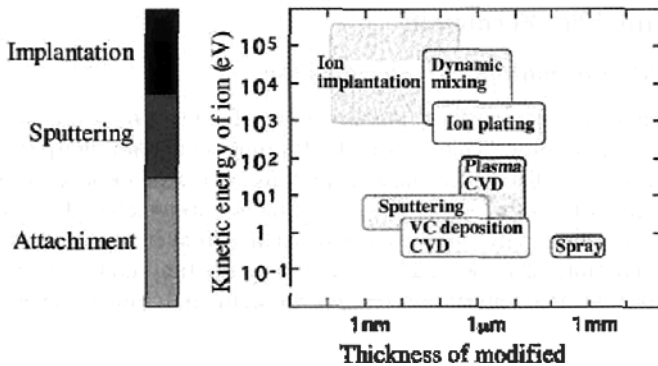 Implantation
Sputtering
Attachiment
Kinetic energy of ion (eV)
10⁵
10⁴
10³
10²
10¹
1
10⁻¹
Ion
implantation
Dynamic
mixing
Ion plating
Plasma
CVD
Sputtering
VC deposition
CVD
Spray
1nm
1μm
1mm
Thickness of modified